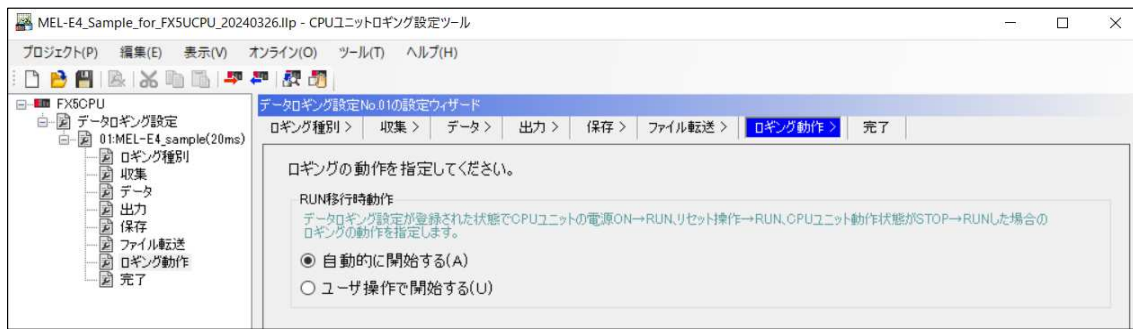 MEL-E4_Sample_for_FX5UCPU_20240326.llp - CPUユニットロギング設定ツール
プロジェクト(P) 編集(E) 表示(V) オンライン(O) ツール(T) ヘルプ(H)
FX5CPU
データロギング設定
01:MEL-E4_sample(20ms)
ロギング種別
収集
データ
出力
保存
ファイル転送
ロギング動作
完了
データロギング設定No.01の設定ウィザード
ロギング種別 > 収集 > データ > 出力 > 保存 > ファイル転送 > ロギング動作 > 完了
ロギングの動作を指定してください。
RUN移行時動作
データロギング設定が登録された状態でCPUユニットの電源ON→RUN、リセット操作→RUN、CPUユニット動作状態がSTOP→RUNした場合の
ロギングの動作を指定します。
自動的に開始する(A)
ユーザ操作で開始する(U)